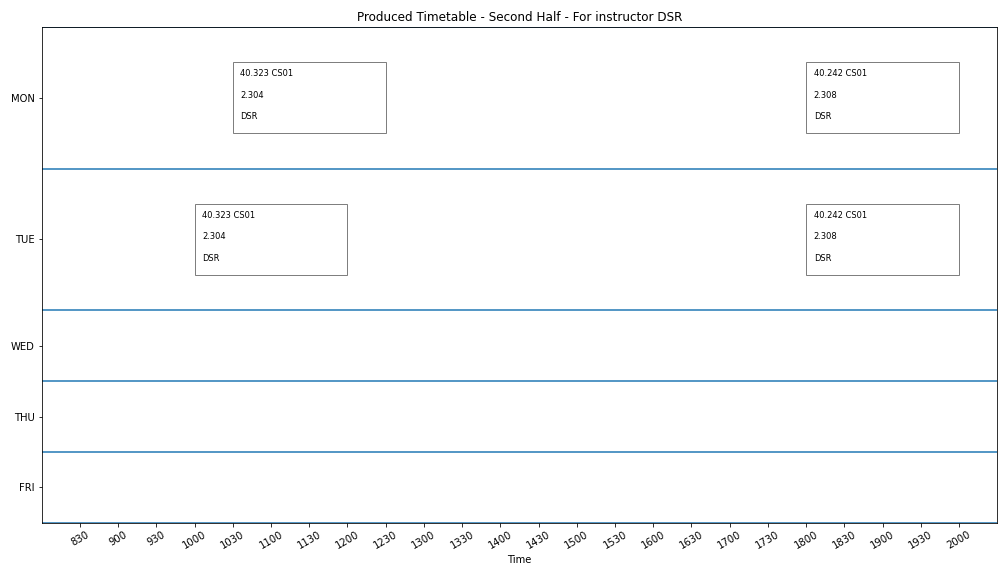 Produced Timetable - Second Half - For instructor DSR
MON
40.323 CS01
2.304
DSR
40.242 CS01
2.308
DSR
TUE
40.323 CS01
2.304
DSR
40.242 CS01
2.308
DSR
WED
THU
FRI
830 900 930 1000 1030 1100 1130 1200 1230 1300 1330 1400 1430 1500 1530 1600 1630 1700 1730 1800 1830 1900 1930 2000
Time